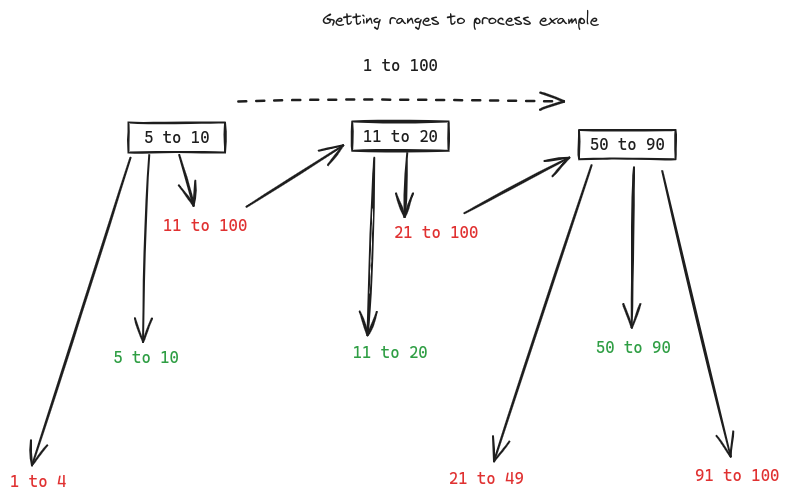 Getting ranges to process example
1 to 100
5 to 10
11 to 20
50 to 90
11 to 100
21 to 100
5 to 10
11 to 20
50 to 90
1 to 4
21 to 49
91 to 100